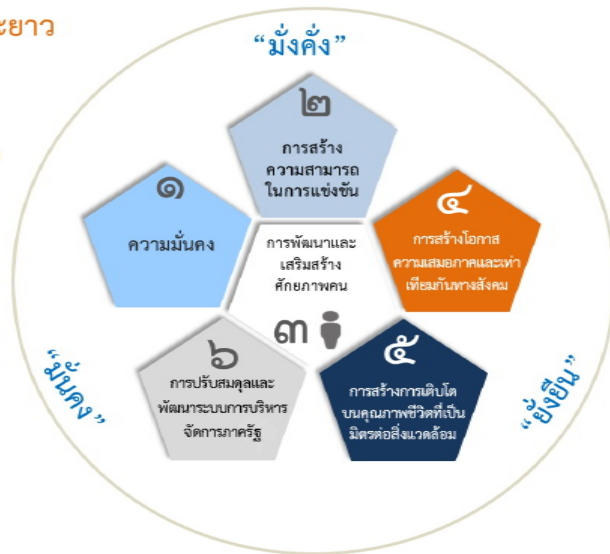 ะยาว
“มั่งคั่ง”
๒
การสร้าง
ความสามารถ
ในการแข่งขัน
๑
ความมั่นคง
การพัฒนาและ
เสริมสร้าง
ศักยภาพคน
๓
๔
การสร้างโอกาส
ความเสมอภาคและเท่า
เทียมกันทางสังคม
๖
การปรับสมดุลและ
พัฒนาระบบการบริหาร
จัดการภาครัฐ
๕
การสร้างการเติบโต
บนคุณภาพชีวิตที่เป็น
มิตรต่อสิ่งแวดล้อม
“มั่นคง”
“ยั่งยืน”